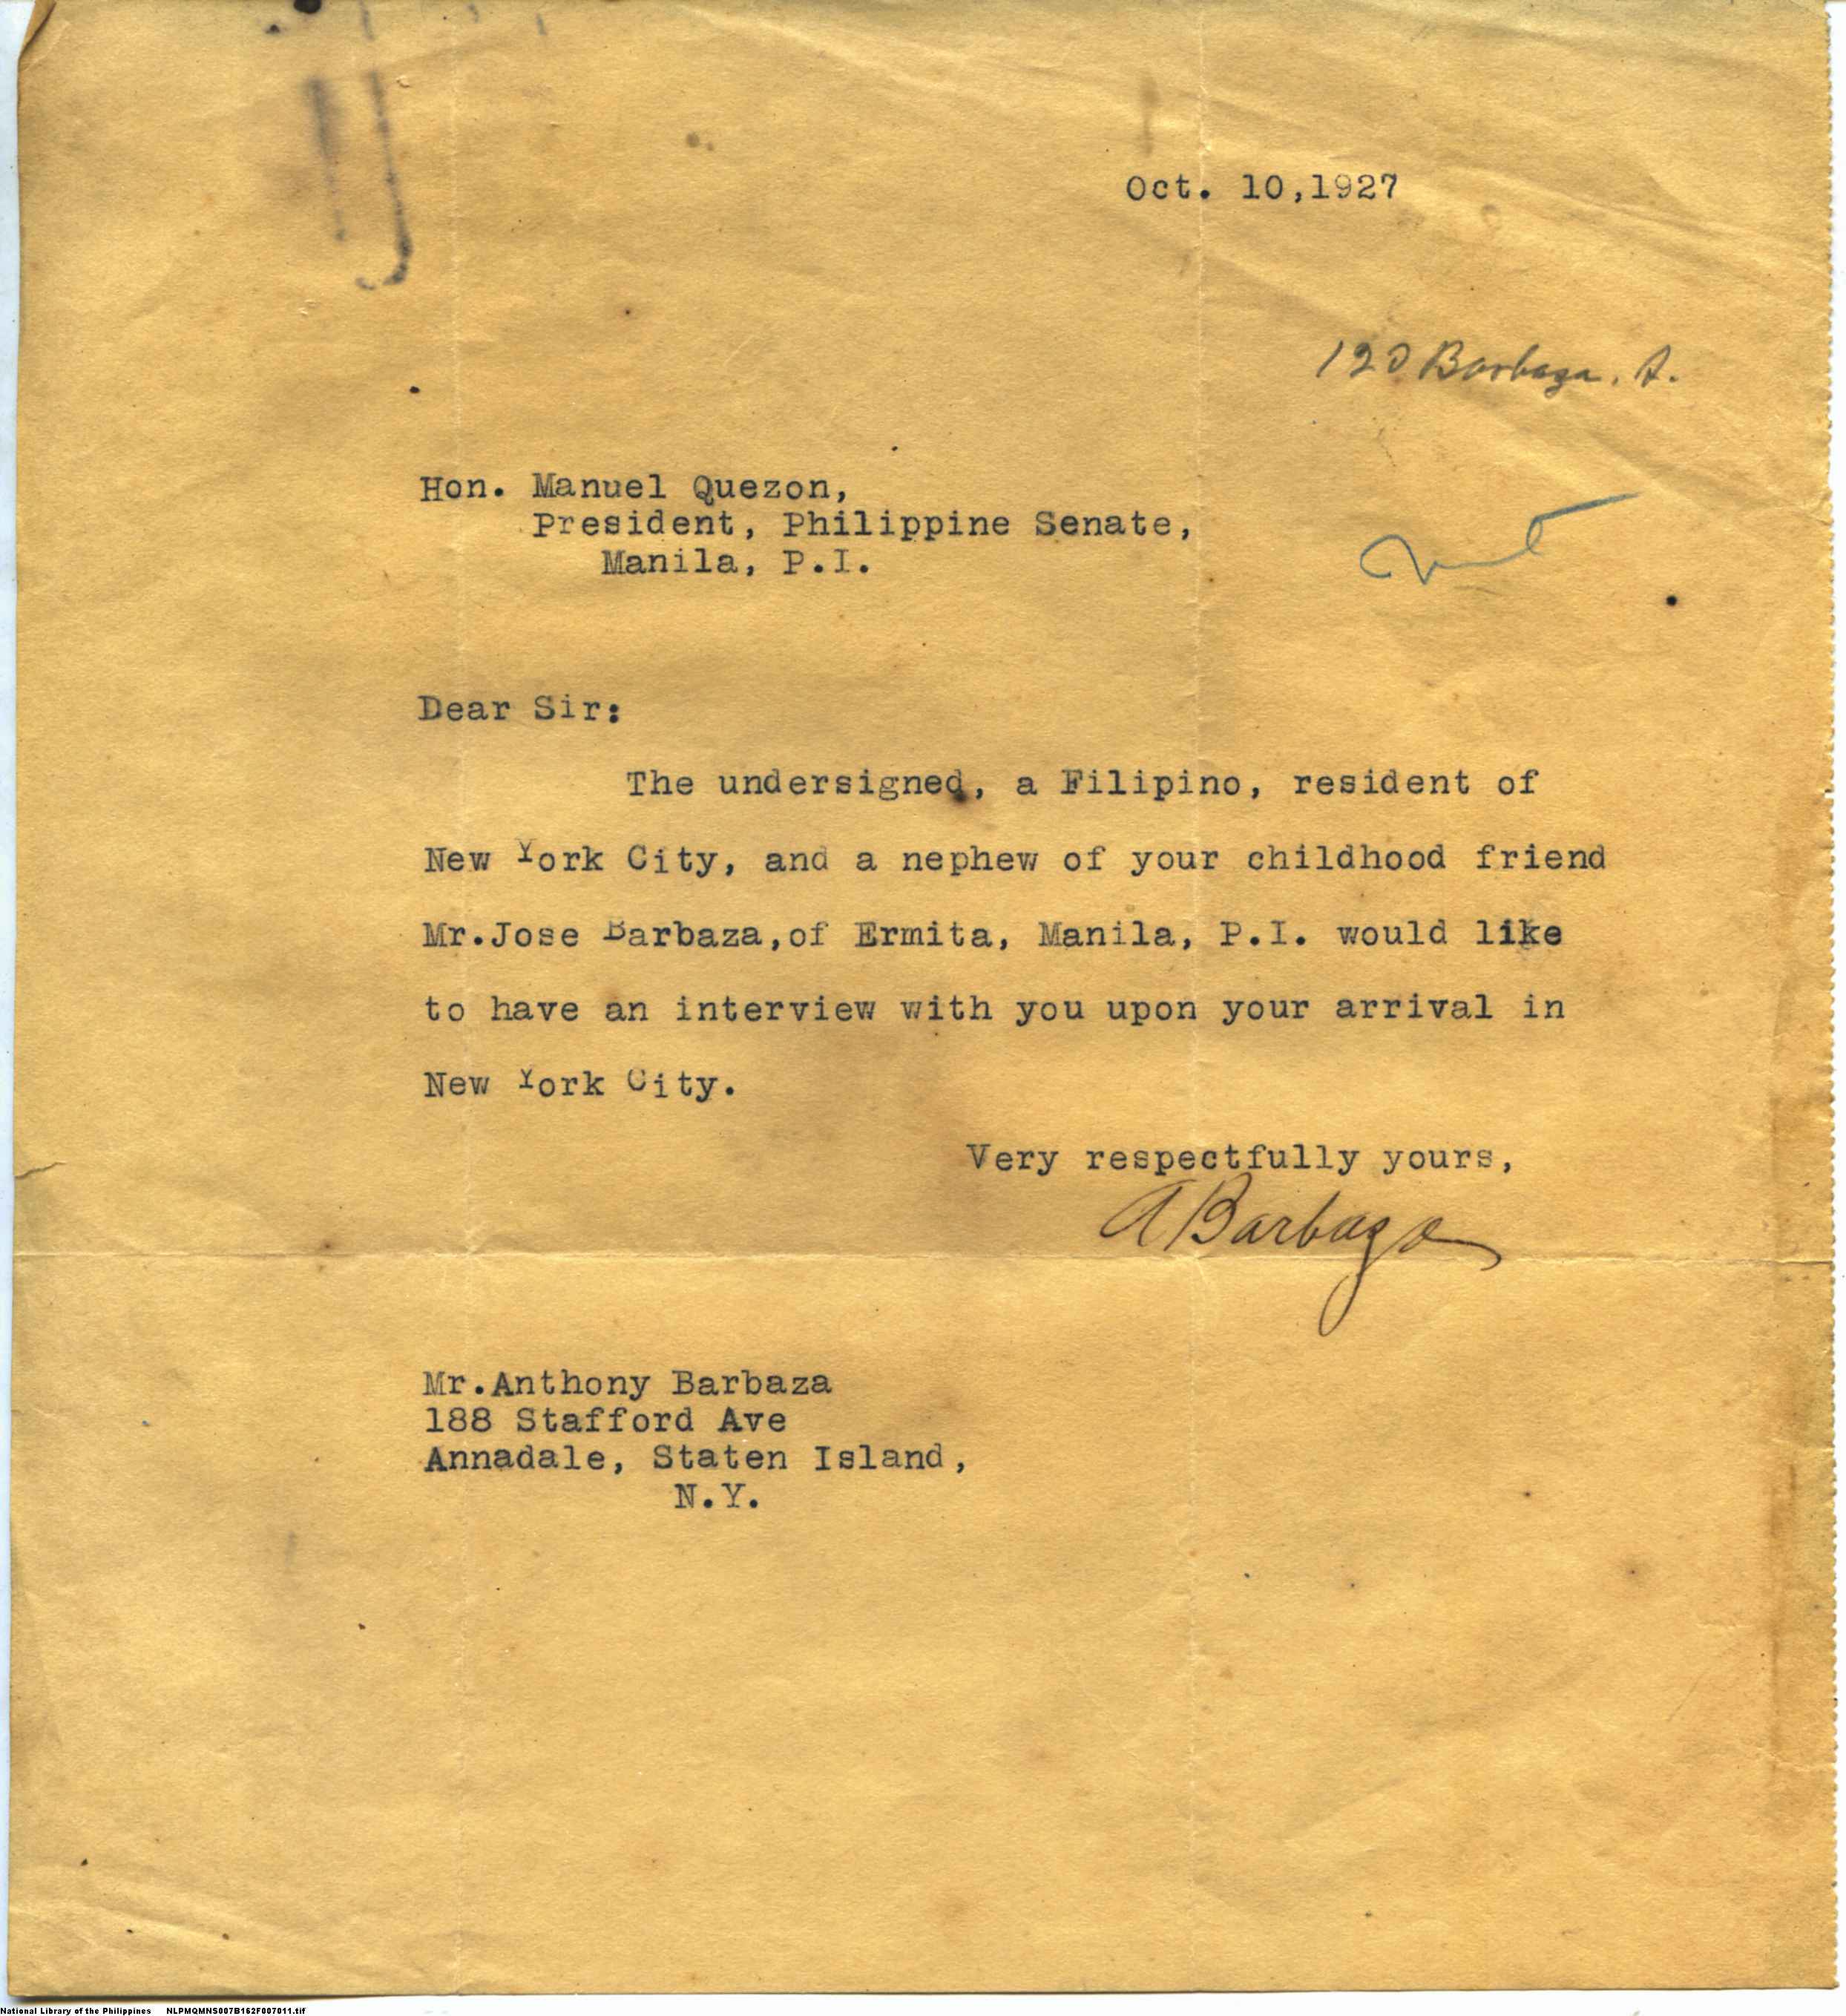 Oct. 10,1927
120 Barbaza, A.
Hon. Manuel Quezon,
President, Philippine Senate,
Manila, P.I.
Dear Sir:
The undersigned, a Filipino, resident of
New York City, and a nephew of your childhood friend
Mr.Jose Barbaza,of Ermita, Manila, P.I. would like
to have an interview with you upon your arrival in
New York City.
Very respectfully yours,
A Barbaza
Mr.Anthony Barbaza
188 Stafford Ave
Annadale, Staten Island,
N.Y.
National Library of the Philippines NLPMQMNS007B162F007011.tif